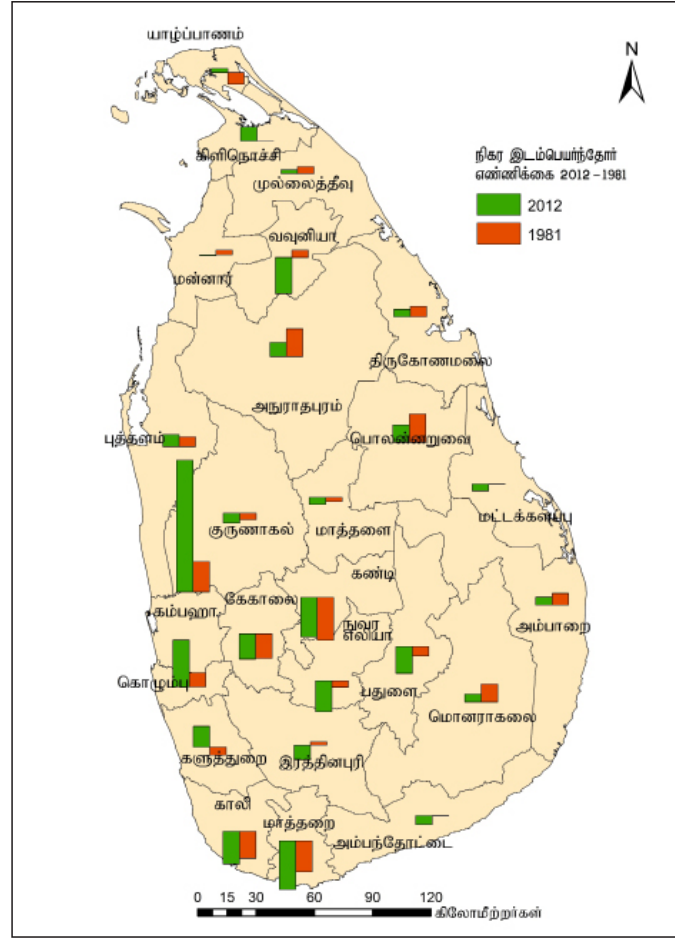 யாழ்ப்பாணம்
N
கிளிநொச்சி
நிகர இடம்பெயர்ந்தோர்
எண்ணிக்கை 2012 -1981
முல்லைத்தீவு
2012
1981
வவுனியா
மன்னார்
திருகோணமலை
அநுராதபுரம்
புத்தளம்
பொலன்னறுவை
மட்டக்களப்பு
குருணாகல்
மாத்தளை
கண்டி
கேகாலை
கம்பஹா
நுவர
எலியா
அம்பாறை
கொழும்பு
பதுளை
மொனராகலை
களுத்துறை
இரத்தினபுரி
காலி
மாத்தறை
அம்பந்தோட்டை
0 15 30 60 90 120
கிலோமீற்றர்கள்